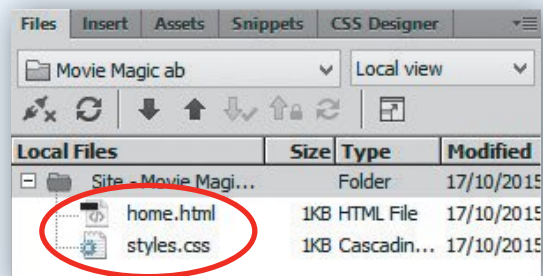 Files Insert Assets Snippets CSS Designer
Movie Magic ab Local view
Local Files Size Type Modified
Site - Movie Magi... Folder 17/10/2015
home.html 1KB HTML File 17/10/2015
styles.css 1KB Cascadin... 17/10/2015